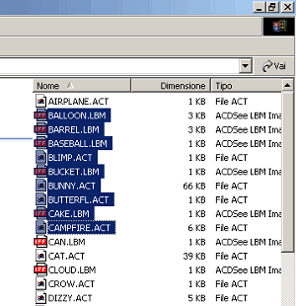 Vai
Nome Dimensione Tipo
AIRPLANE.ACT 1 KB File ACT
BALLOON.LBM 3 KB ACDSee LBM Ima
BARREL.LBM 3 KB ACDSee LBM Ima
BASEBALL.LBM 1 KB ACDSee LBM Ima
BLIMP.ACT 1 KB File ACT
BUCKET.LBM 1 KB ACDSee LBM Ima
BUNNY.ACT 66 KB File ACT
BUTTERFL.ACT 1 KB File ACT
CAKE.LBM 1 KB ACDSee LBM Ima
CAMPFIRE.ACT 6 KB File ACT
CAN.LBM 1 KB ACDSee LBM Ima
CAT.ACT 39 KB File ACT
CLOUD.LBM 1 KB ACDSee LBM Ima
CROW.ACT 1 KB File ACT
DIZZY.ACT 5 KB File ACT